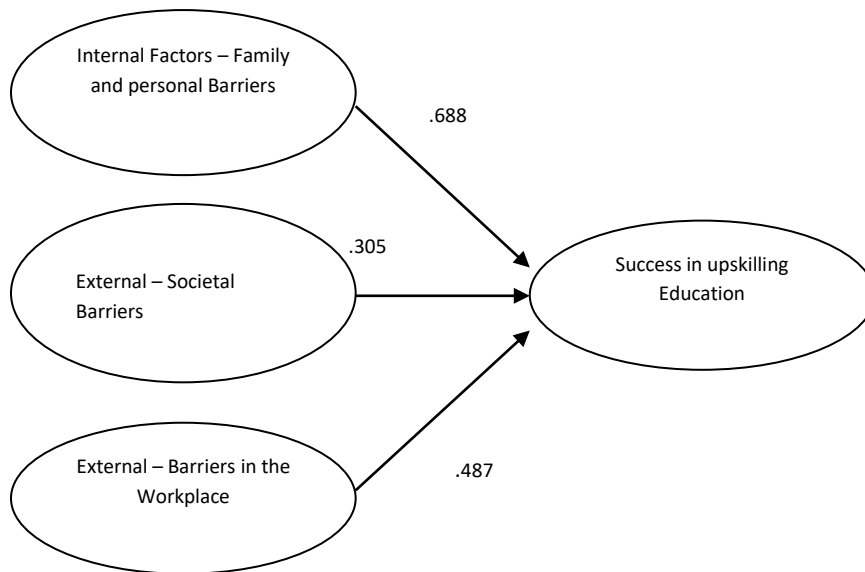 Internal Factors – Family
and personal Barriers
.688
.305
External – Societal
Barriers
Success in upskilling
Education
External – Barriers in the
Workplace
.487